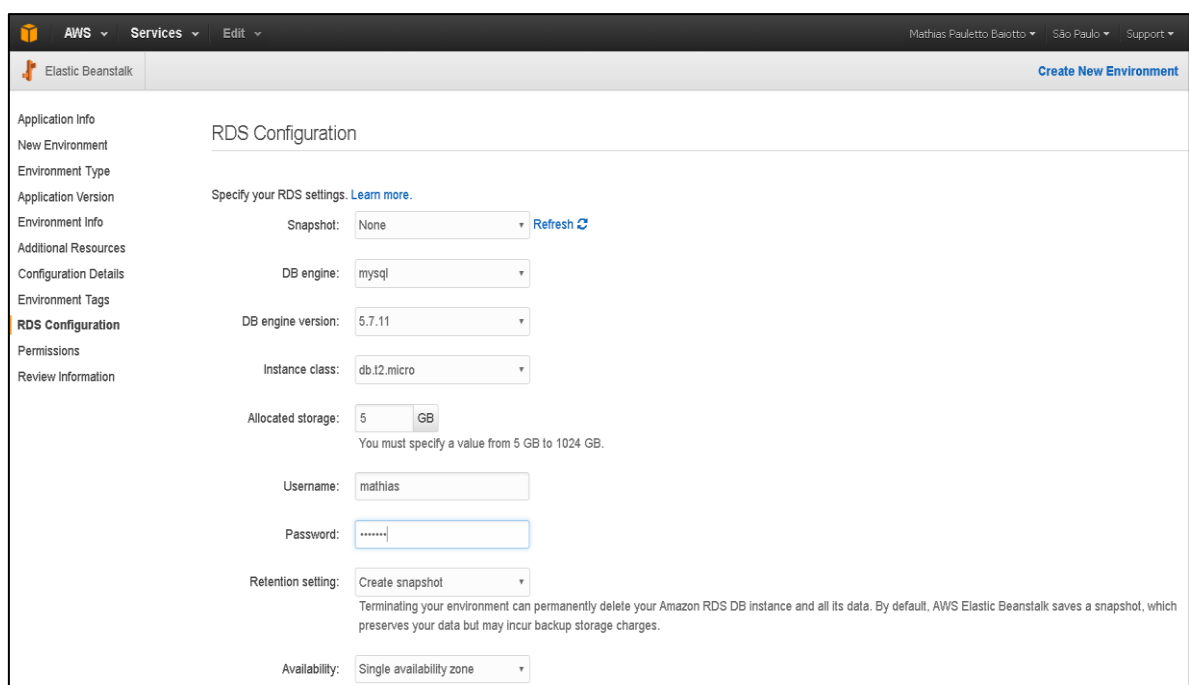 AWS Services Edit Mathias Pauletto Baiotto São Paulo Support
Elastic Beanstalk Create New Environment
Application Info
New Environment
Environment Type
Application Version
Environment Info
Additional Resources
Configuration Details
Environment Tags
RDS Configuration
Permissions
Review Information
RDS Configuration
Specify your RDS settings. Learn more.
Snapshot: None Refresh
DB engine: mysql
DB engine version: 5.7.11
Instance class: db.t2.micro
Allocated storage: 5 GB
You must specify a value from 5 GB to 1024 GB.
Username: mathias
Password: •••••••
Retention setting: Create snapshot
Terminating your environment can permanently delete your Amazon RDS DB instance and all its data. By default, AWS Elastic Beanstalk saves a snapshot, which
preserves your data but may incur backup storage charges.
Availability: Single availability zone